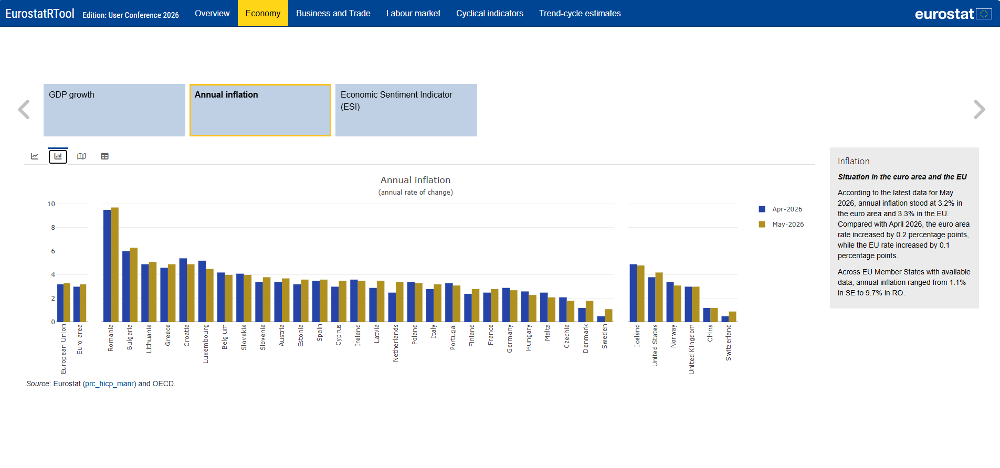 EurostatRTool Edition: User Conference 2026 Overview Economy Business and Trade Labour market Cyclical indicators Trend-cycle estimates eurostat
GDP growth
Annual inflation
Economic Sentiment Indicator
(ESI)
Annual inflation
(annual rate of change)
10
8
6
4
2
0
European Union
Euro area
Romania
Bulgaria
Lithuania
Greece
Croatia
Luxembourg
Belgium
Slovakia
Slovenia
Austria
Estonia
Spain
Cyprus
Ireland
Latvia
Netherlands
Poland
Italy
Portugal
Finland
France
Germany
Hungary
Malta
Czechia
Denmark
Sweden
Iceland
United States
Norway
United Kingdom
China
Switzerland
Apr-2026
May-2026
Source: Eurostat (prc_hicp_manr) and OECD.
Inflation
Situation in the euro area and the EU
According to the latest data for May
2026, annual inflation stood at 3.2% in
the euro area and 3.3% in the EU.
Compared with April 2026, the euro area
rate increased by 0.2 percentage points,
while the EU rate increased by 0.1
percentage points.
Across EU Member States with available
data, annual inflation ranged from 1.1%
in SE to 9.7% in RO.